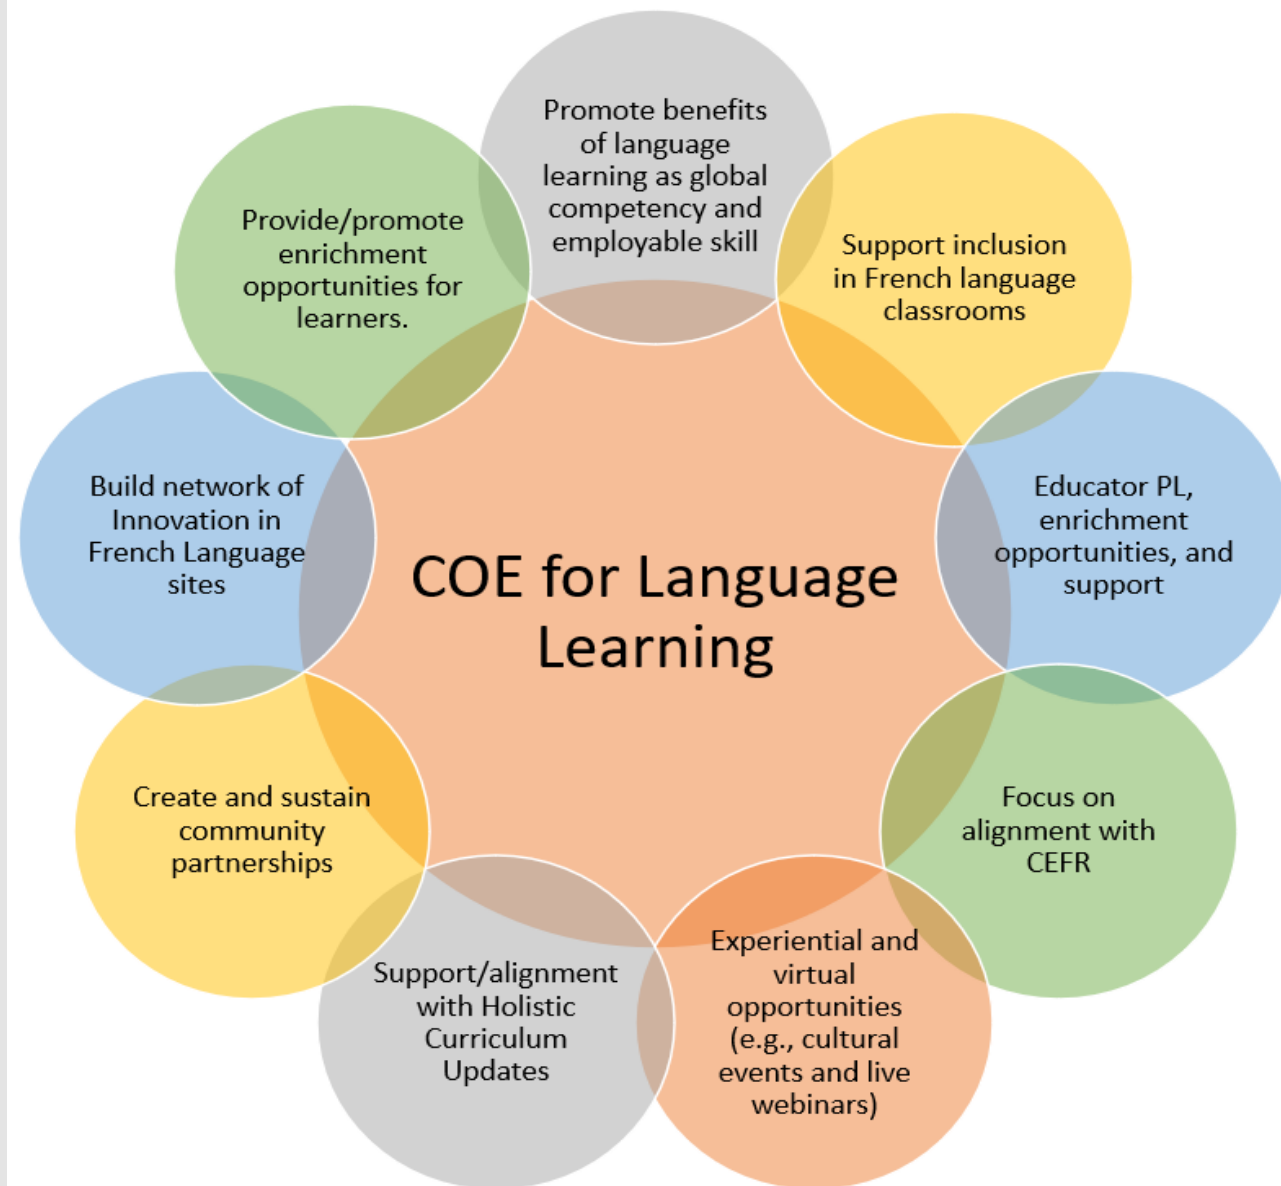 Promote benefits
of language
learning as global
competency and
employable skill
Support inclusion
in French language
classrooms
Educator PL,
enrichment
opportunities, and
support
Focus on
alignment with
CEFR
Experiential and
virtual
opportunities
(e.g., cultural
events and live
webinars)
Support/alignment
with Holistic
Curriculum
Updates
Create and sustain
community
partnerships
Build network of
Innovation in
French Language
sites
Provide/promote
enrichment
opportunities for
learners.
COE for Language
Learning